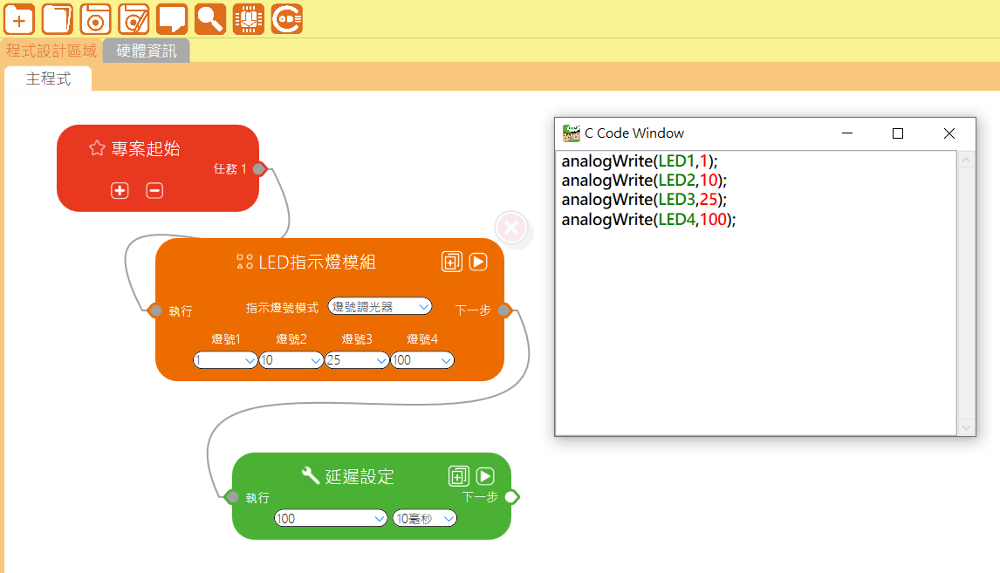 程式設計區域
硬體資訊
主程式
專案起始
任務 1
LED指示燈模組
執行
指示燈號模式
燈號調光器
下一步
燈號1
燈號2
燈號3
燈號4
1
10
25
100
延遲設定
執行
下一步
100
10毫秒
C Code Window
analogWrite(LED1,1);
analogWrite(LED2,10);
analogWrite(LED3,25);
analogWrite(LED4,100);